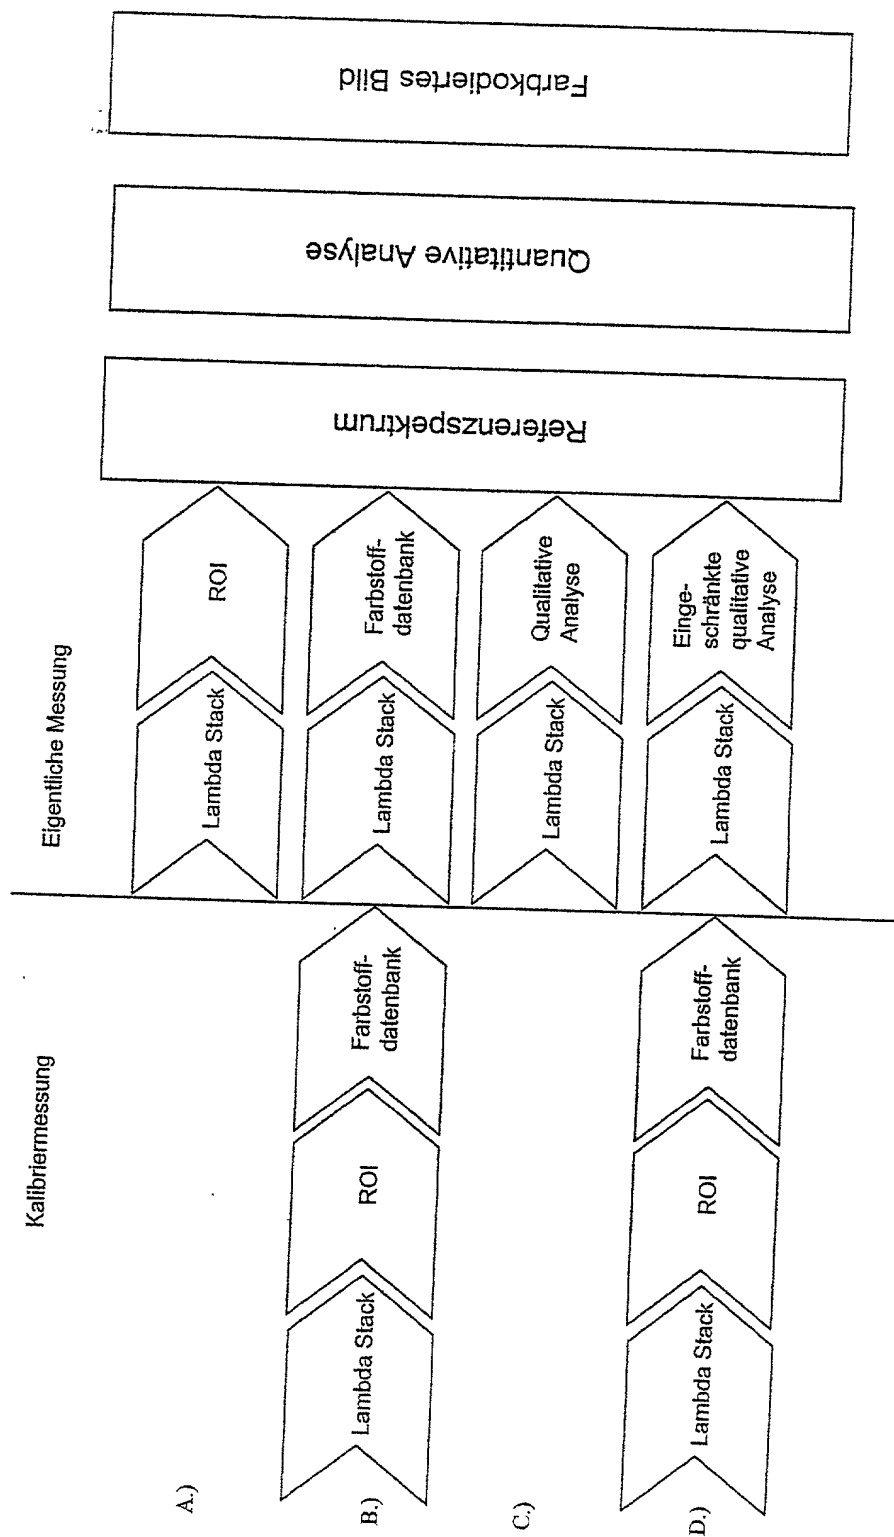 Kalibriermessung
Eigentliche Messung
A.)
Lambda Stack
ROI
B.)
Lambda Stack
ROI
Farbstoff-
datenbank
Lambda Stack
Farbstoff-
datenbank
C.)
Lambda Stack
Qualitative
Analyse
D.)
Lambda Stack
ROI
Farbstoff-
datenbank
Lambda Stack
Einge-
schränkte
qualitative
Analyse
Referenzspektrum
Quantitative Analyse
Farbkodiertes Bild